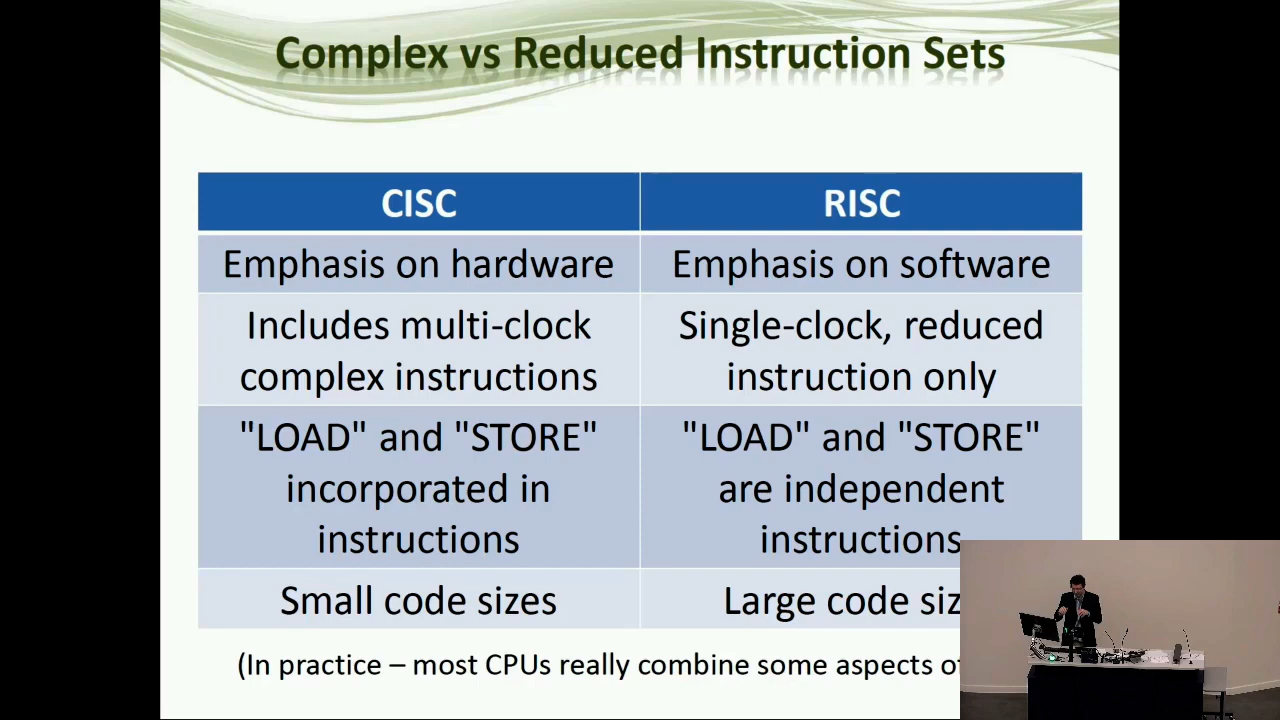 Complex vs Reduced Instruction Sets
CISC
RISC
Emphasis on hardware
Emphasis on software
Includes multi-clock
complex instructions
Single-clock, reduced
instruction only
"LOAD" and "STORE"
incorporated in
instructions
"LOAD" and "STORE"
are independent
instructions
Small code sizes
Large code
(In practice – most CPUs really combine some aspects